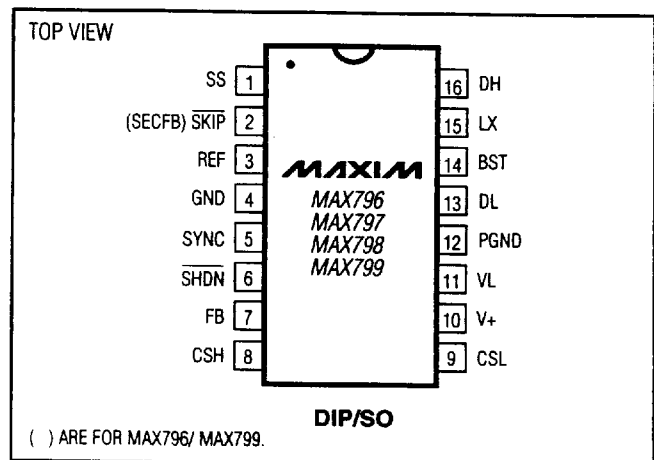 TOP VIEW
SS 1
(SECFB) S̅K̅I̅P̅ 2
REF 3
GND 4
SYNC 5
S̅H̅D̅N̅ 6
FB 7
CSH 8
MAXIM
MAX796
MAX797
MAX798
MAX799
16 DH
15 LX
14 BST
13 DL
12 PGND
11 VL
10 V+
9 CSL
DIP/SO
( ) ARE FOR MAX796/ MAX799.